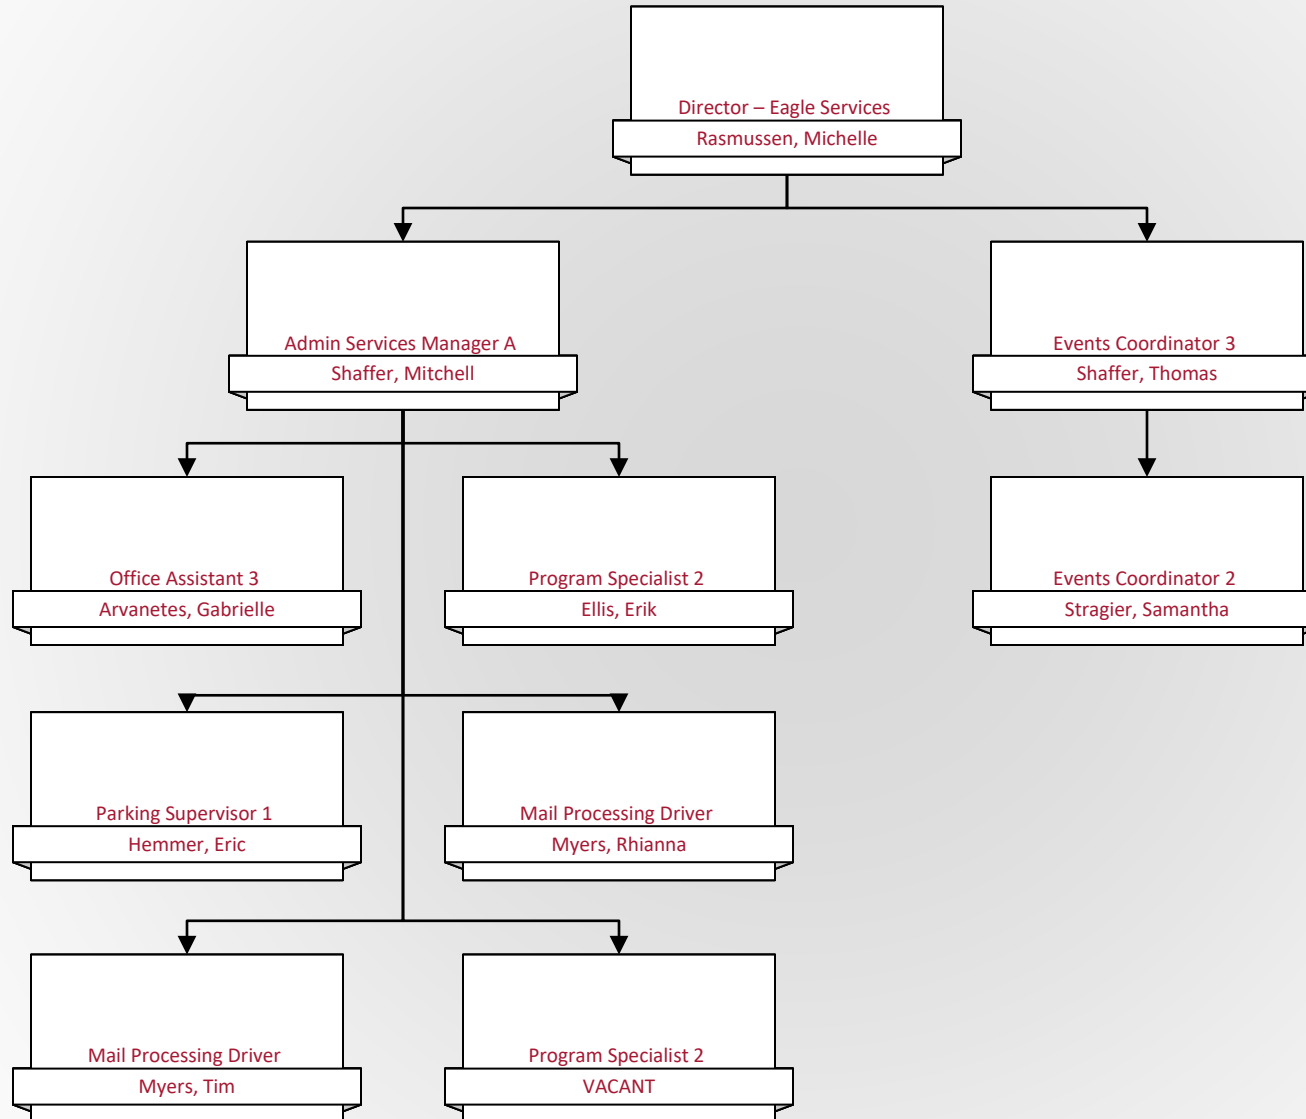 Director – Eagle Services
Rasmussen, Michelle
Admin Services Manager A
Shaffer, Mitchell
Events Coordinator 3
Shaffer, Thomas
Office Assistant 3
Arvanetes, Gabrielle
Program Specialist 2
Ellis, Erik
Events Coordinator 2
Stragier, Samantha
Parking Supervisor 1
Hemmer, Eric
Mail Processing Driver
Myers, Rhianna
Mail Processing Driver
Myers, Tim
Program Specialist 2
VACANT